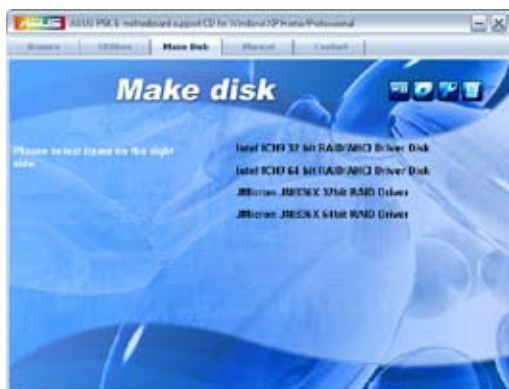 ASUS P5K-E motherboard support CD for Windows XP Home/Professional
Drivers Utilities Make Disk Manual Contact
Make disk
Please select items on the right side.
Intel ICH9 32 bit RAID/AHCI Driver Disk
Intel ICH9 64 bit RAID/AHCI Driver Disk
JMicron JMB36X 32bit RAID Driver
JMicron JMB36X 64bit RAID Driver